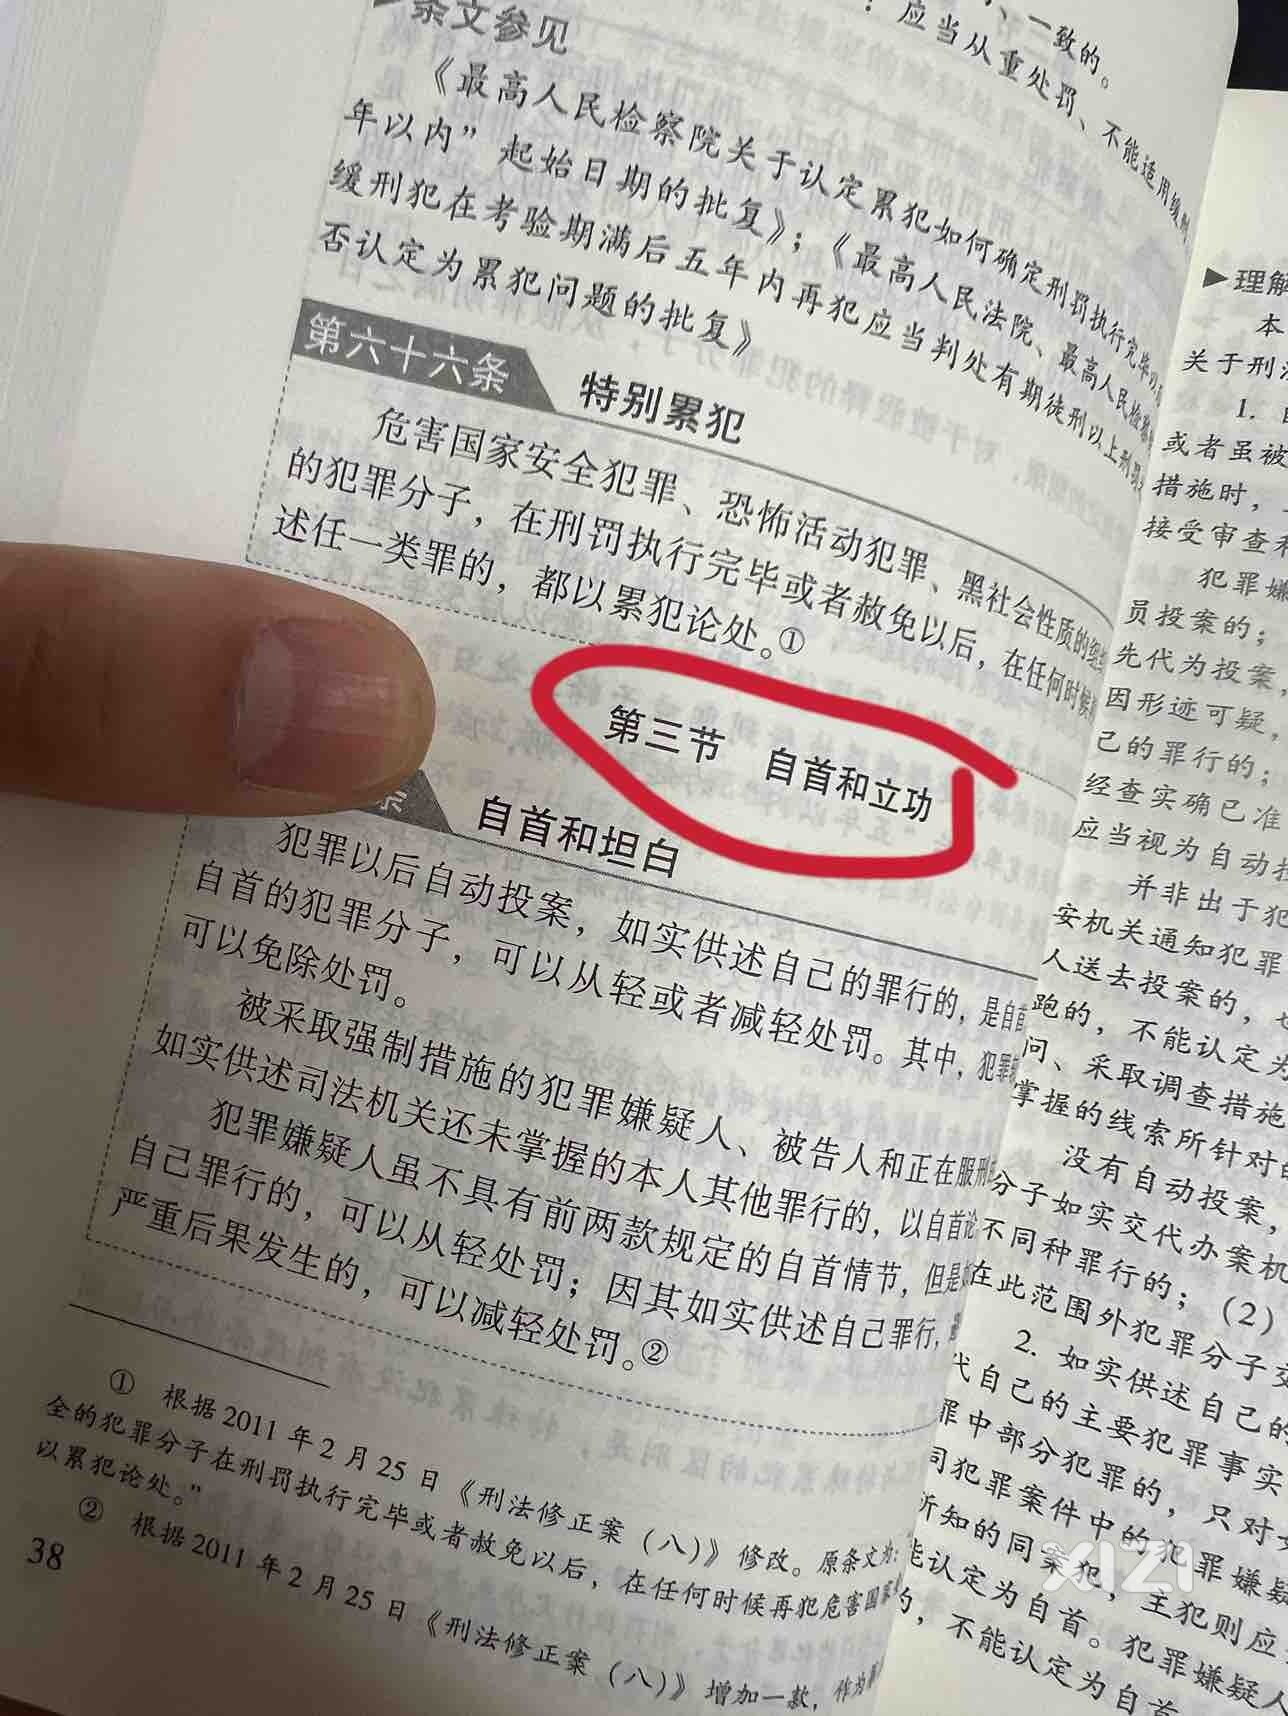 、一致的。
：应当从重处罚、不能适用缓刑
条文参见
《最高人民检察院关于认定累犯如何确定刑罚执行完毕
年以内”起始日期的批复》；《最高人民法院、最高人民检察
缓刑犯在考验期满后五年内再犯应当判处有期徒刑以上刑罚
否认定为累犯问题的批复》
第六十六条 特别累犯
危害国家安全犯罪、恐怖活动犯罪、黑社会性质的组织
的犯罪分子，在刑罚执行完毕或者赦免以后，在任何时候
述任一类罪的，都以累犯论处。①
第三节 自首和立功
条 自首和坦白
犯罪以后自动投案，如实供述自己的罪行的，是自首
自首的犯罪分子，可以从轻或者减轻处罚。其中，犯罪
可以免除处罚。
被采取强制措施的犯罪嫌疑人、被告人和正在服刑
如实供述司法机关还未掌握的本人其他罪行的，以自首论
犯罪嫌疑人虽不具有前两款规定的自首情节，但是
自己罪行的，可以从轻处罚；因其如实供述自己罪行，
严重后果发生的，可以减轻处罚。②
① 根据2011年2月25日《刑法修正案（八）》修改。原条文为：
全的犯罪分子在刑罚执行完毕或者赦免以后，在任何时候再犯危害国家
以累犯论处。”
② 根据2011年2月25日《刑法修正案（八）》增加一款，作为
38
理解
本
关于刑法
1.
或者虽被
措施时，
接受审查和
犯罪嫌
员投案的；
先代为投案
因形迹可疑，
己的罪行的；
经查实确已准
应当视为自动投
并非出于犯
安机关通知犯罪
人送去投案的，
跑的，不能认定为
问、采取调查措施
掌握的线索所针对的
没有自动投案，
分子如实交代办案机
不同种罪行的；（2）
在此范围外犯罪分子交
2. 如实供述自己的
代自己的主要犯罪事实
罪中部分犯罪的，只对
同犯罪案件中的犯罪嫌疑
所知的同案犯，主犯则应
能认定为自首。犯罪嫌疑人
的，不能认定为自首
XIZI